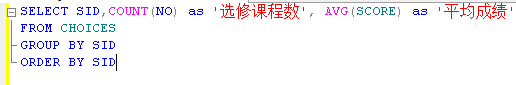 SELECT SID,COUNT(NO) as '选修课程数', AVG(SCORE) as '平均成绩'
FROM CHOICES
GROUP BY SID
ORDER BY SID